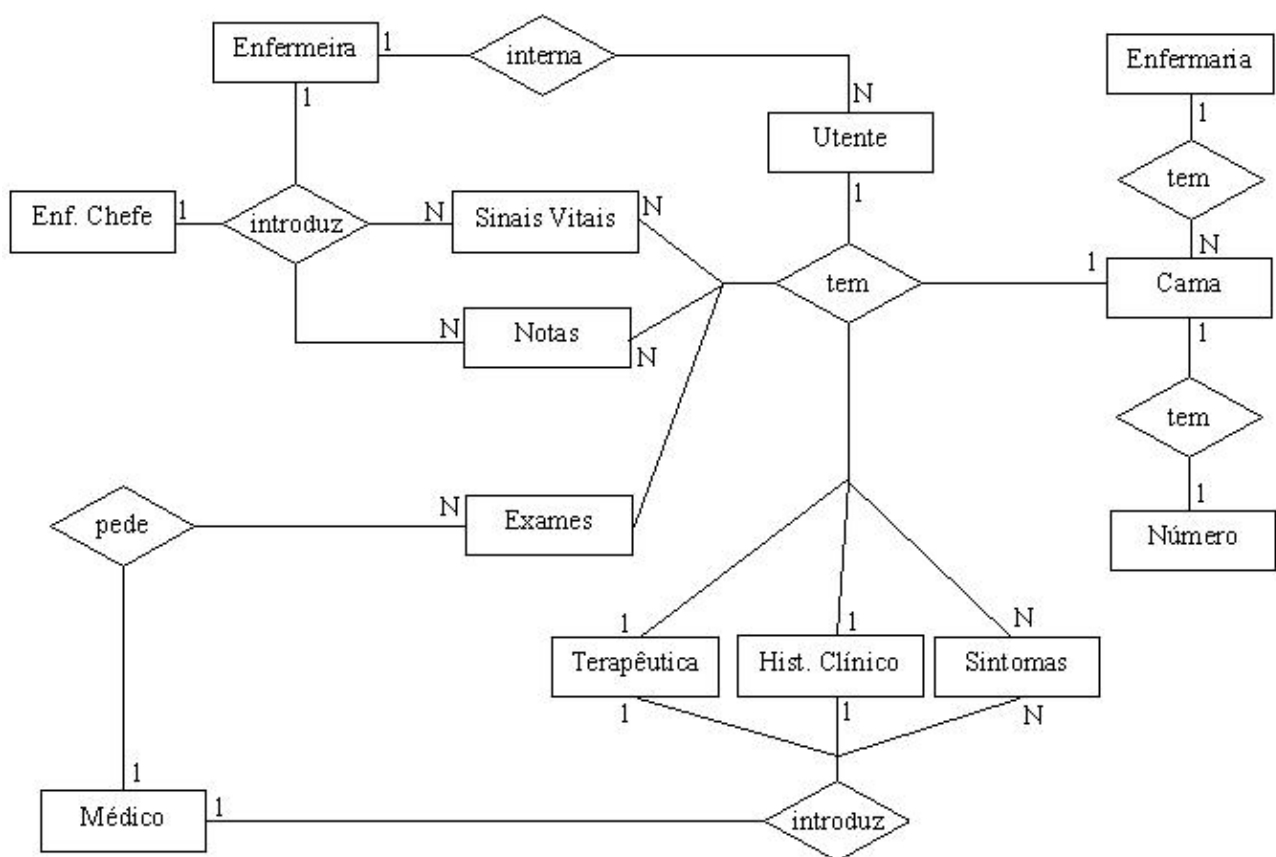 Enfermeira
1
interna
Enfermaria
1
N
1
Utente
tem
Enf. Chefe
1
introduz
N
Sinais Vitais
N
1
N
tem
1
Cama
N
Notas
N
1
tem
pede
N
Exames
1
Número
1
1
N
Terapêutica
Hist. Clínico
Sintomas
1
1
N
1
Médico
1
introduz